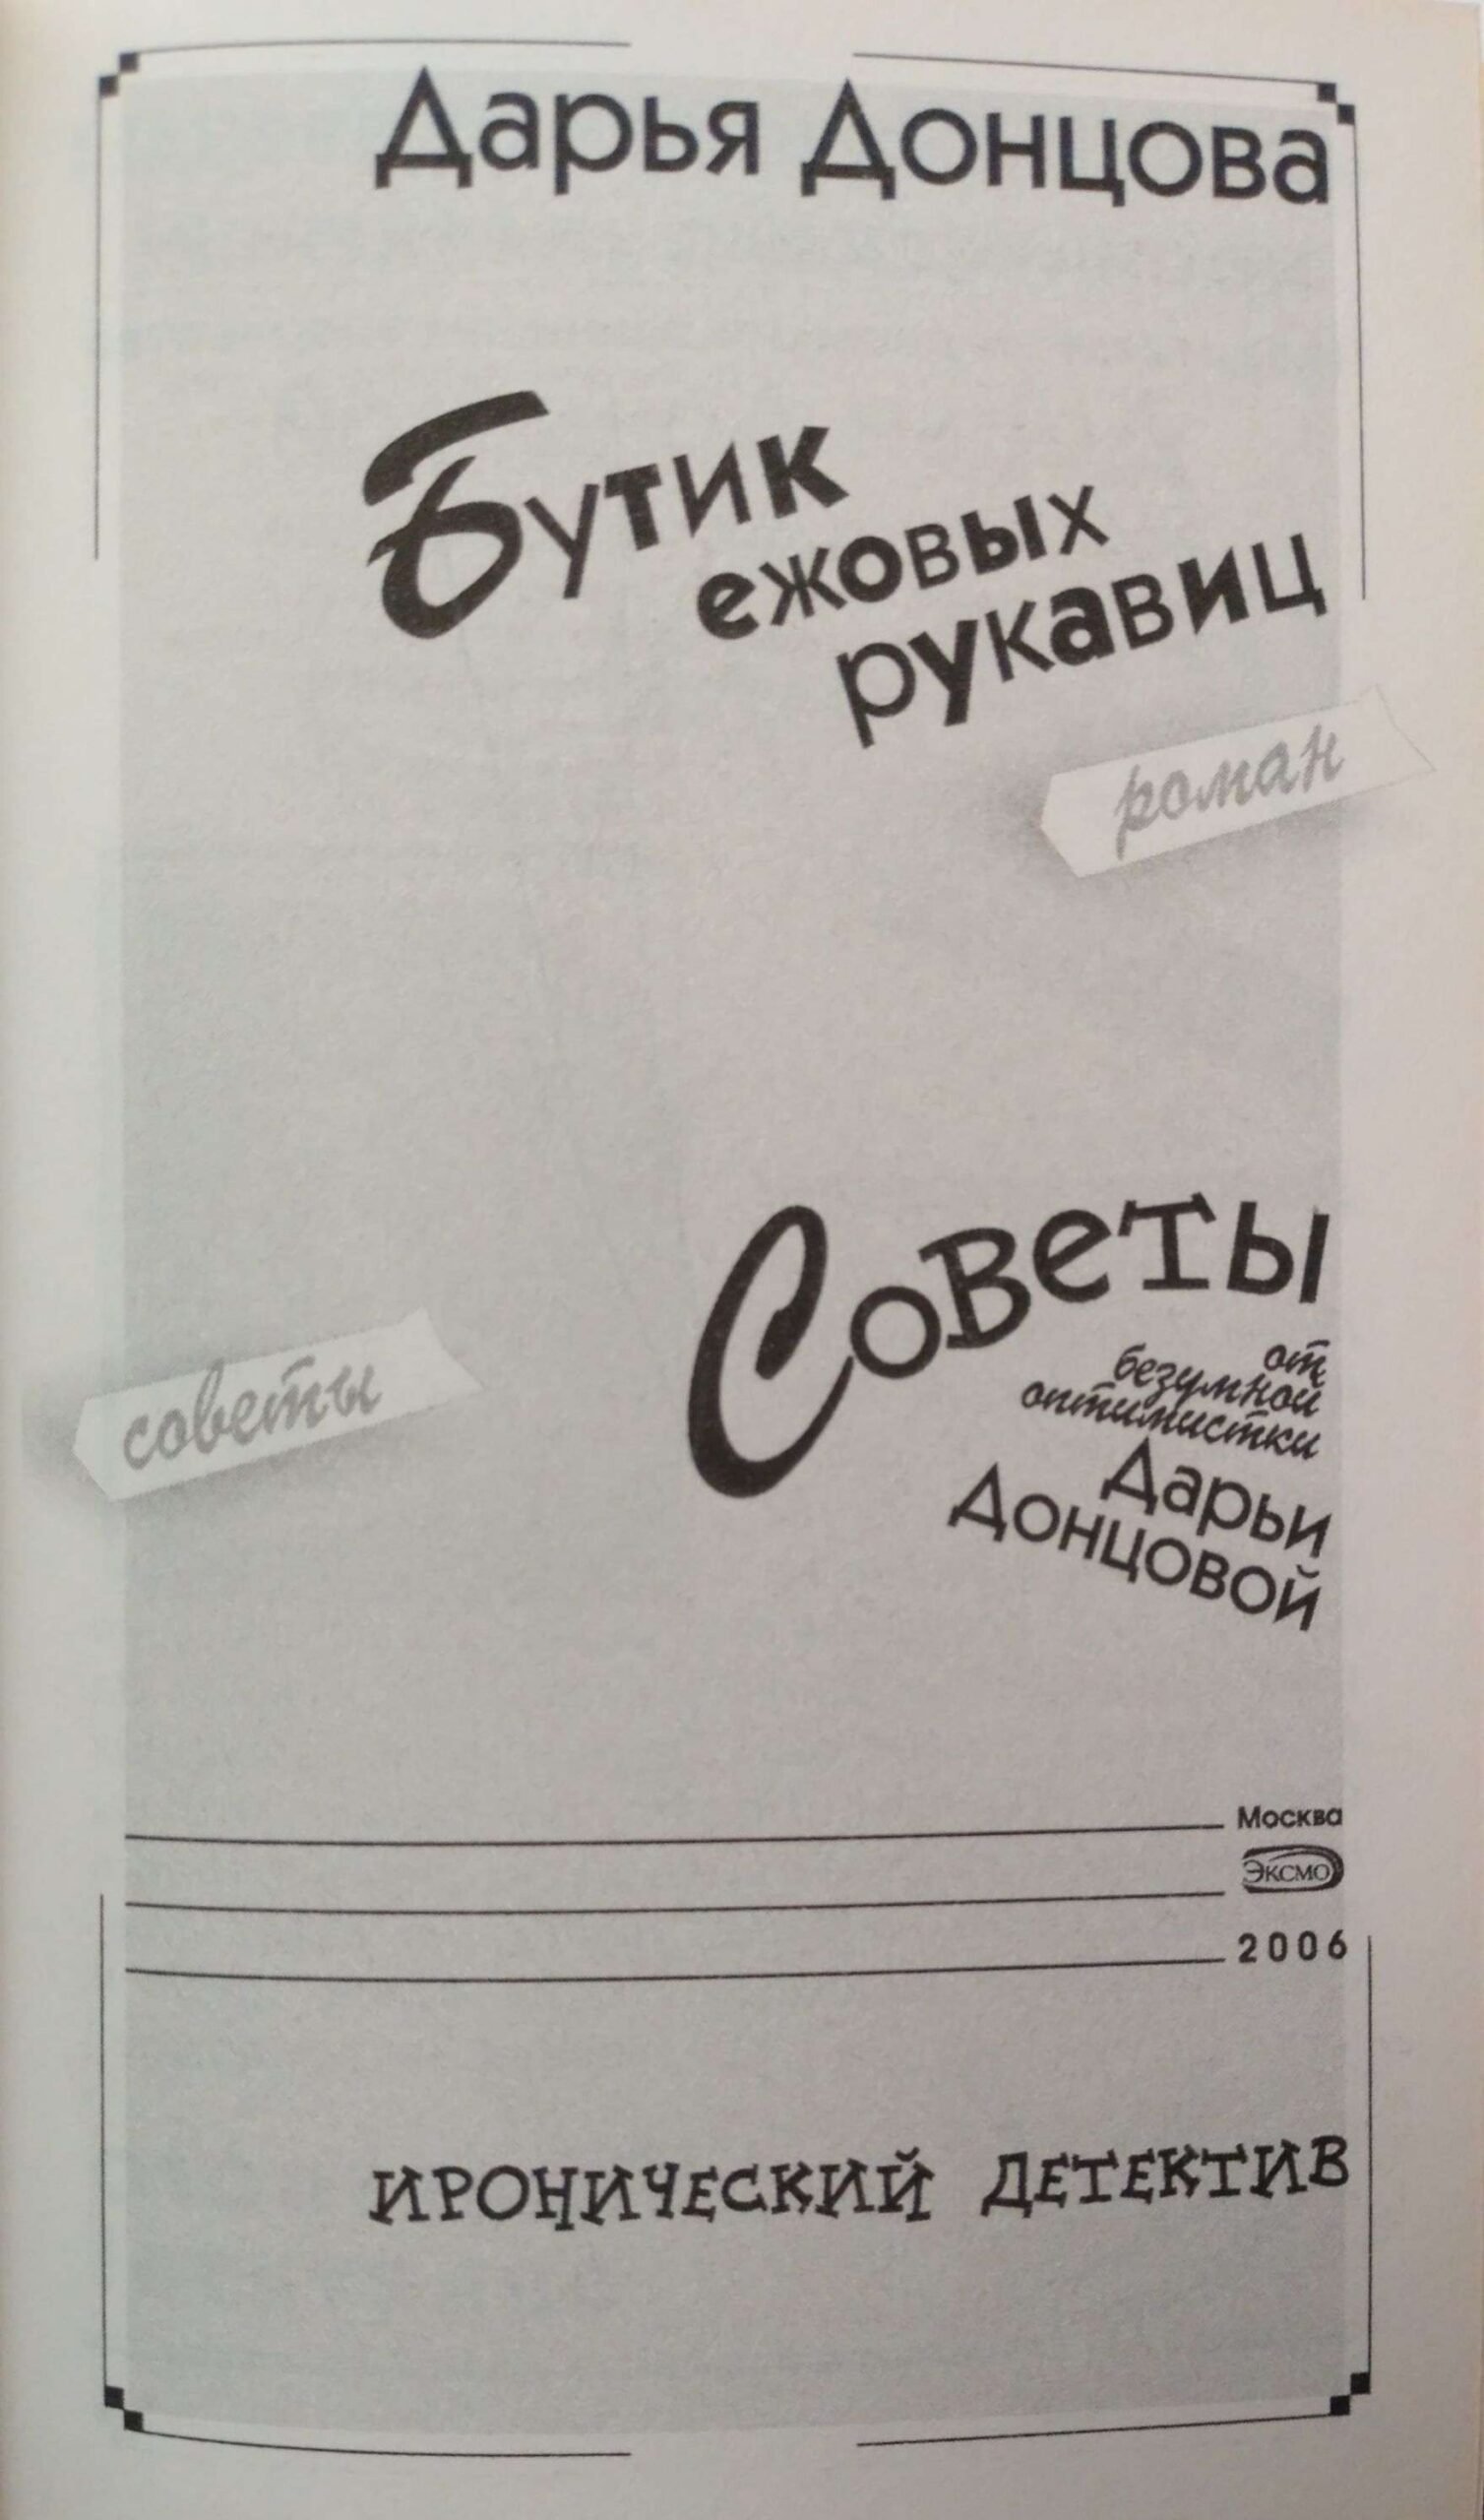 Дарья Донцова
Бутик
ежовых
рукавиц
роман
Советы
от
безумной
оптимистки
Дарьи
Донцовой
советы
Москва
ЭКСМО
2006
ИРОНИЧЕСКИЙ ДЕТЕКТИВ